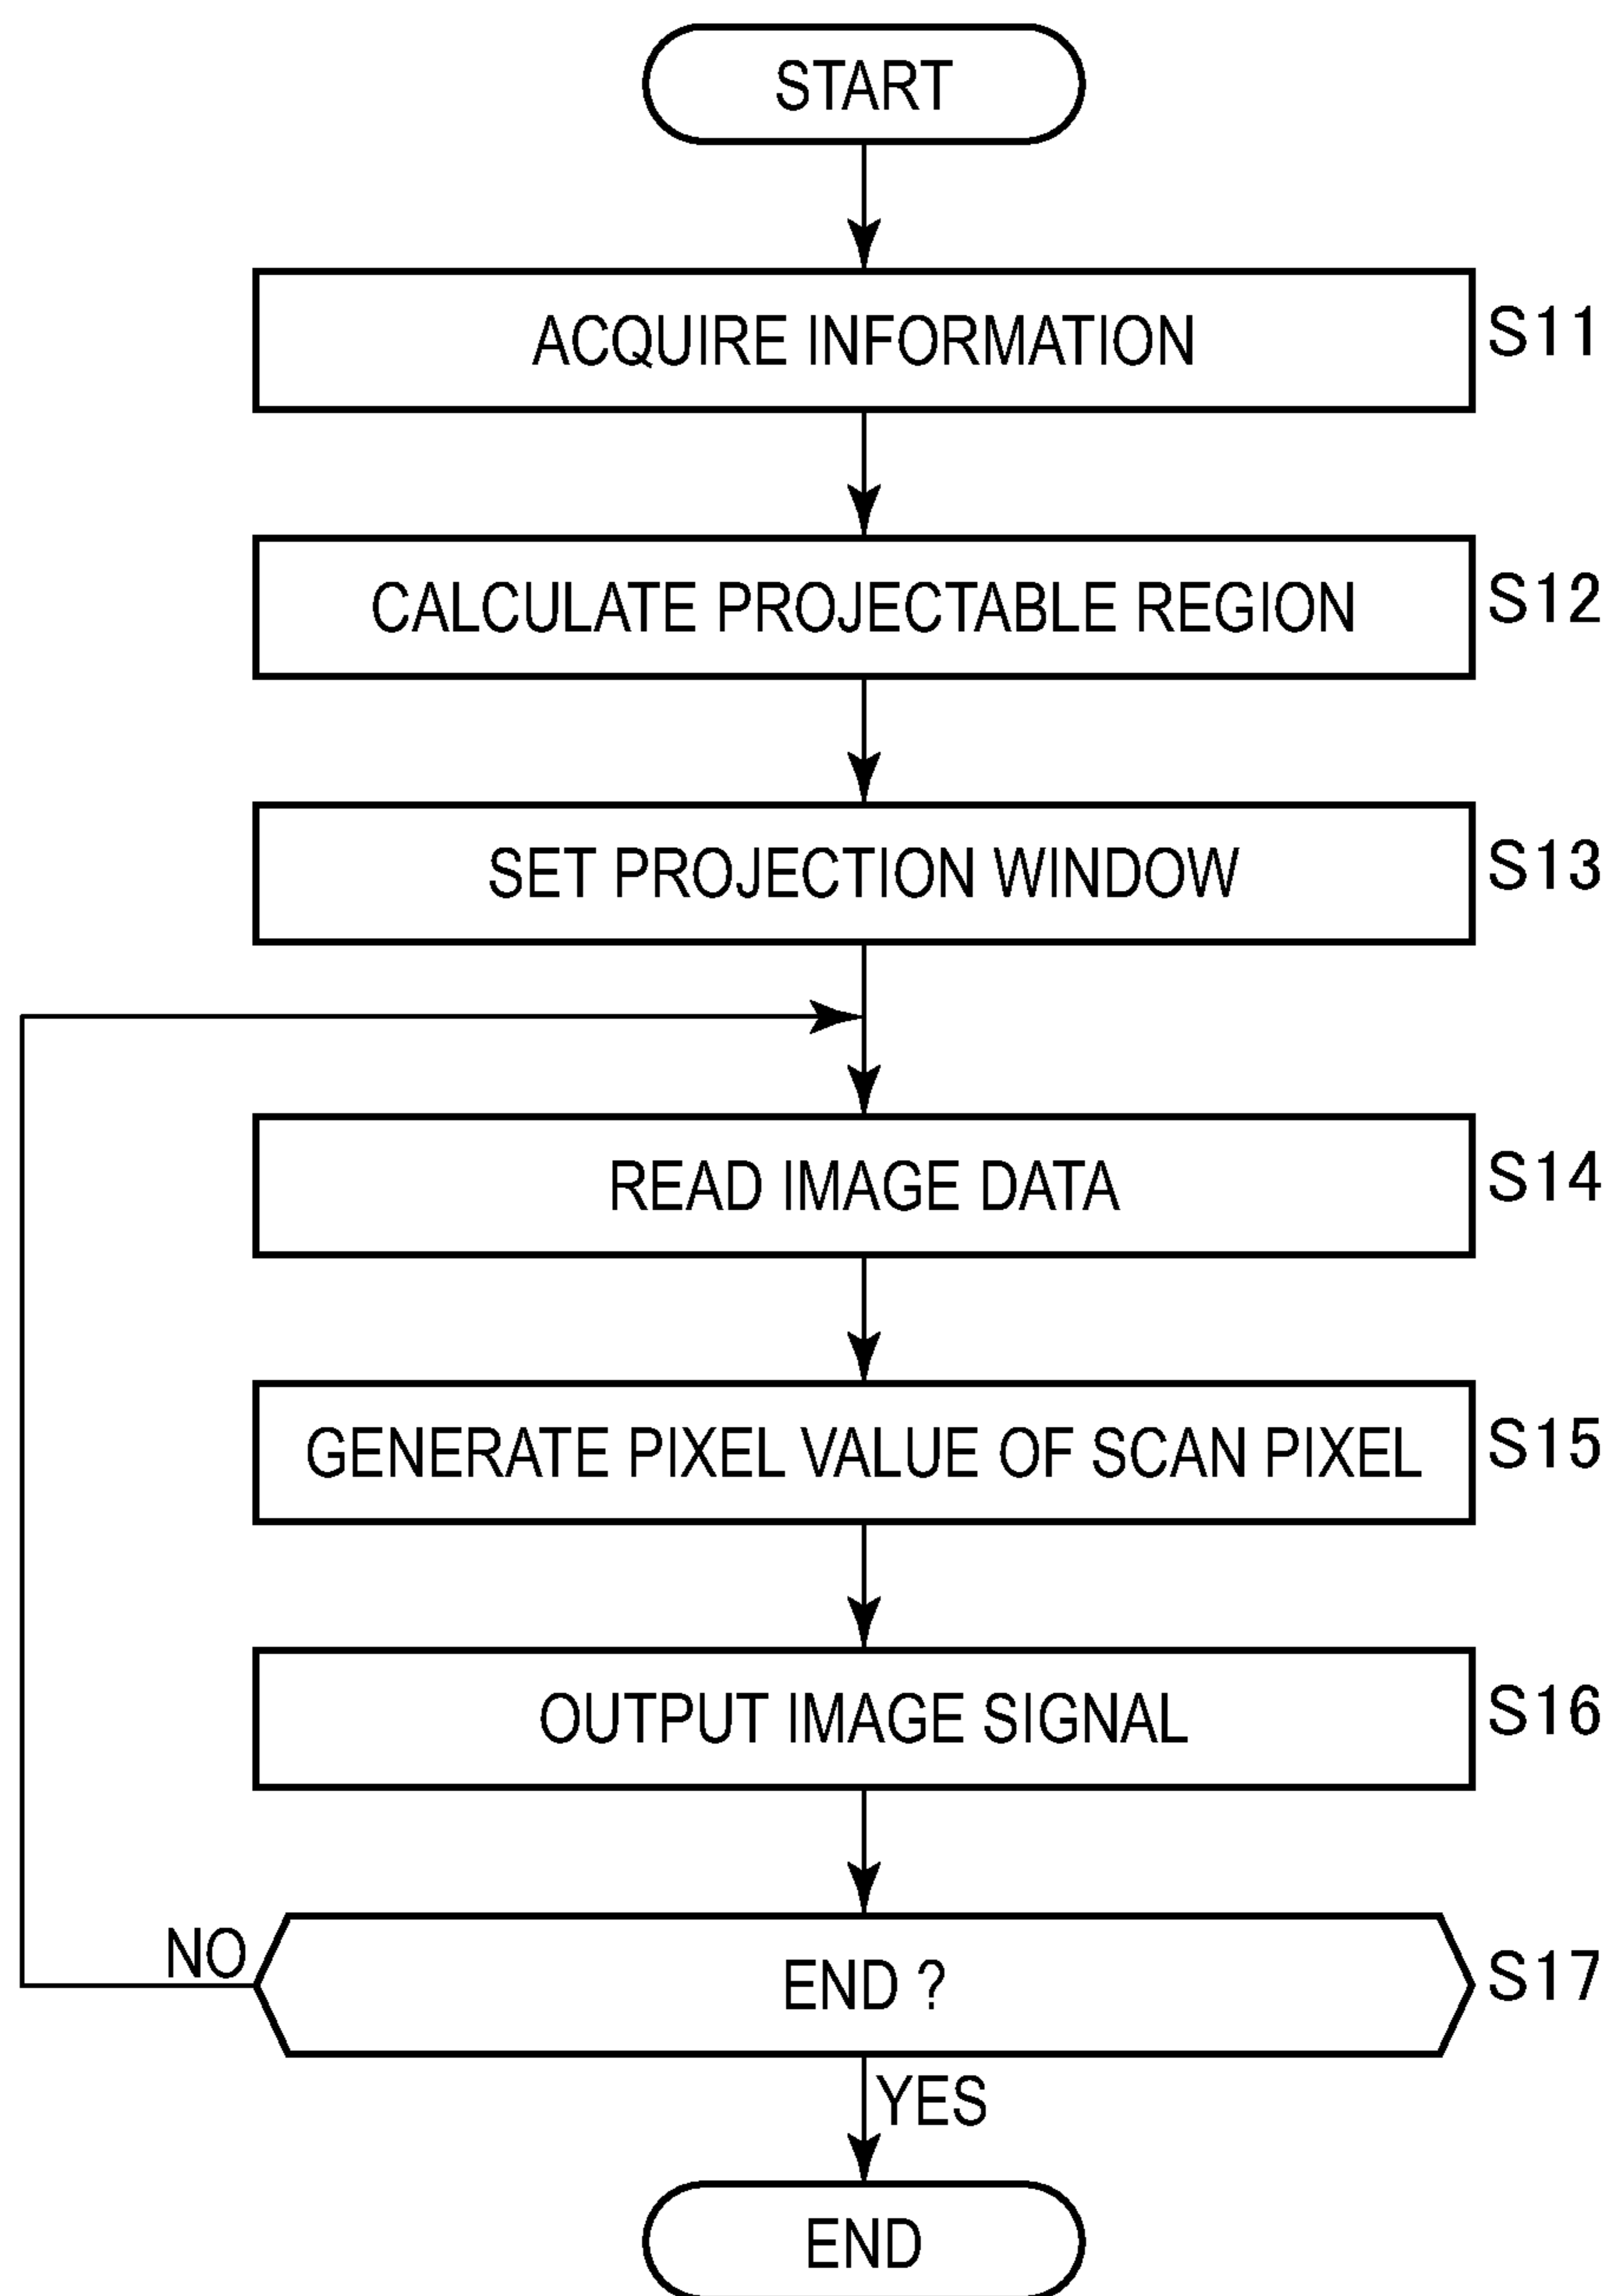 START
ACQUIRE INFORMATION S11
CALCULATE PROJECTABLE REGION S12
SET PROJECTION WINDOW S13
READ IMAGE DATA S14
GENERATE PIXEL VALUE OF SCAN PIXEL S15
OUTPUT IMAGE SIGNAL S16
NO
END ? S17
YES
END